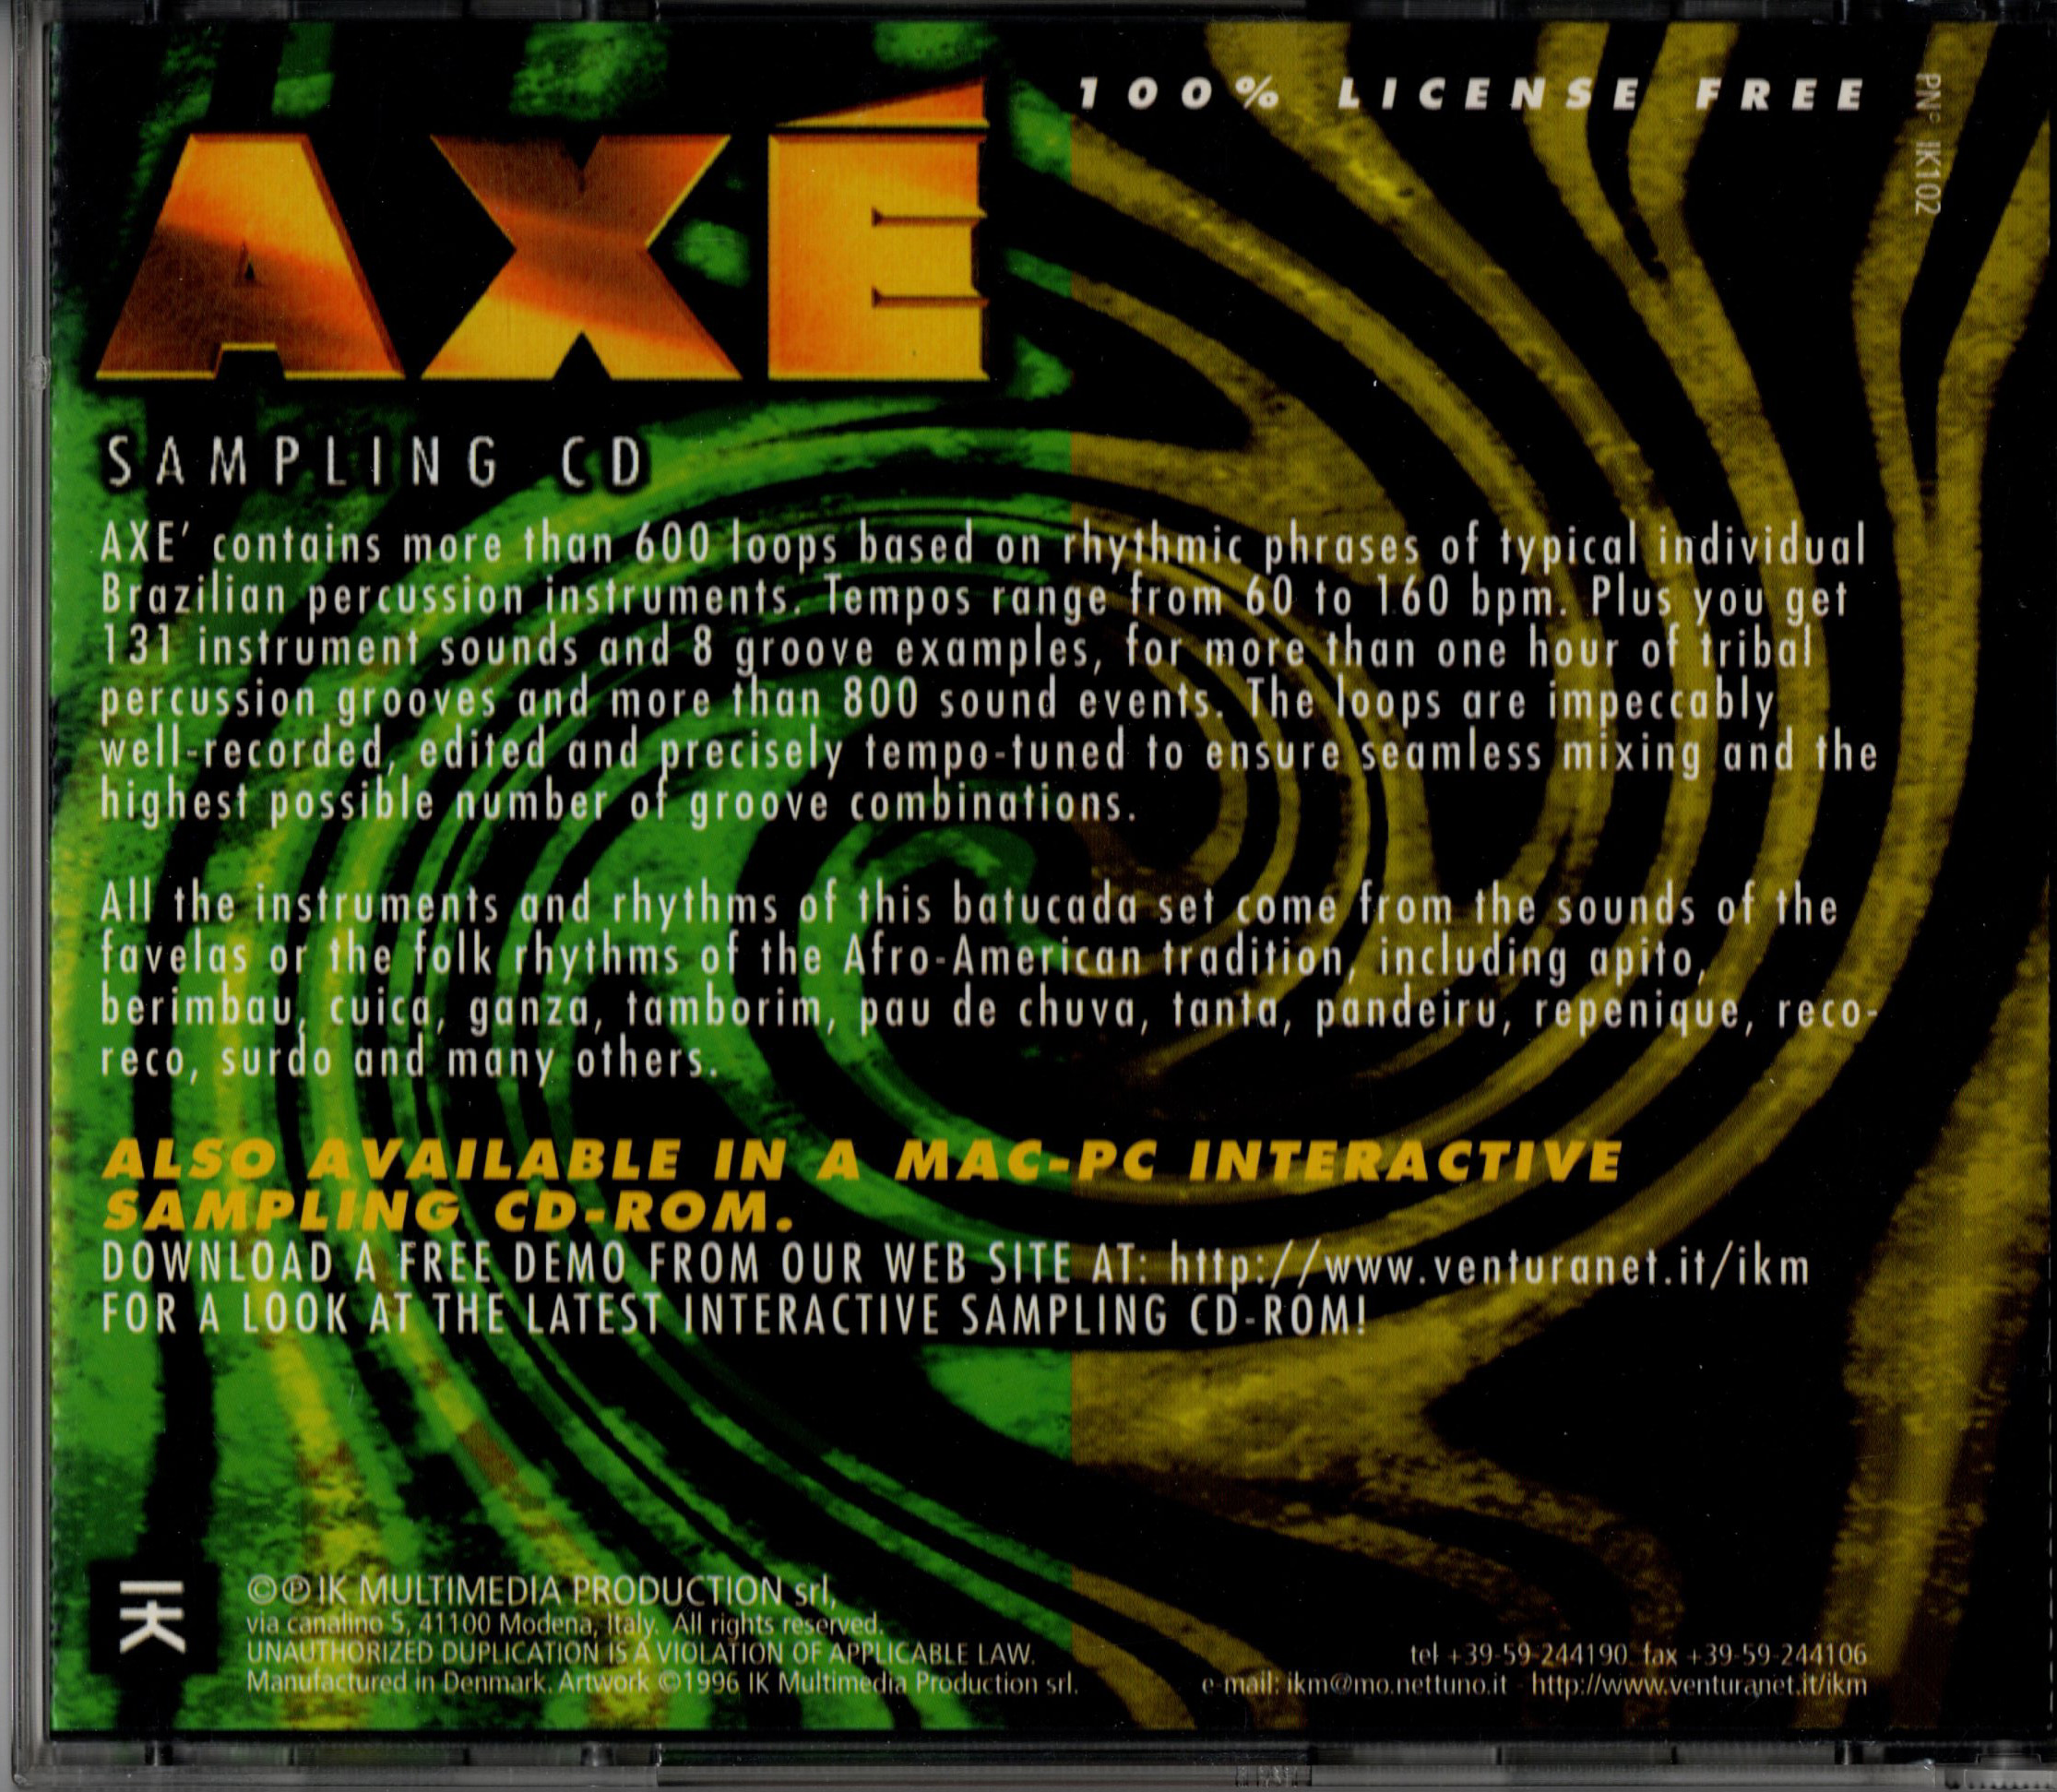 100% LICENSE FREE
PN° IK102
AXÉ
SAMPLING CD
AXE' contains more than 600 loops based on rhythmic phrases of typical individual
Brazilian percussion instruments. Tempos range from 60 to 160 bpm. Plus you get
131 instrument sounds and 8 groove examples, for more than one hour of tribal
percussion grooves and more than 800 sound events. The loops are impeccably
well-recorded, edited and precisely tempo-tuned to ensure seamless mixing and the
highest possible number of groove combinations.
All the instruments and rhythms of this batucada set come from the sounds of the
favelas or the folk rhythms of the Afro-American tradition, including apito,
berimbau, cuica, ganza, tamborim, pau de chuva, tanta, pandeiru, repenique, reco-
reco, surdo and many others.
ALSO AVAILABLE IN A MAC-PC INTERACTIVE
SAMPLING CD-ROM.
DOWNLOAD A FREE DEMO FROM OUR WEB SITE AT: http://www.venturanet.it/ikm
FOR A LOOK AT THE LATEST INTERACTIVE SAMPLING CD-ROM!
IK
©℗ IK MULTIMEDIA PRODUCTION srl,
via canalino 5, 41100 Modena, Italy. All rights reserved.
UNAUTHORIZED DUPLICATION IS A VIOLATION OF APPLICABLE LAW.
Manufactured in Denmark. Artwork ©1996 IK Multimedia Production srl.
tel +39-59-244190 fax +39-59-244106
e-mail: ikm@mo.nettuno.it - http://www.venturanet.it/ikm